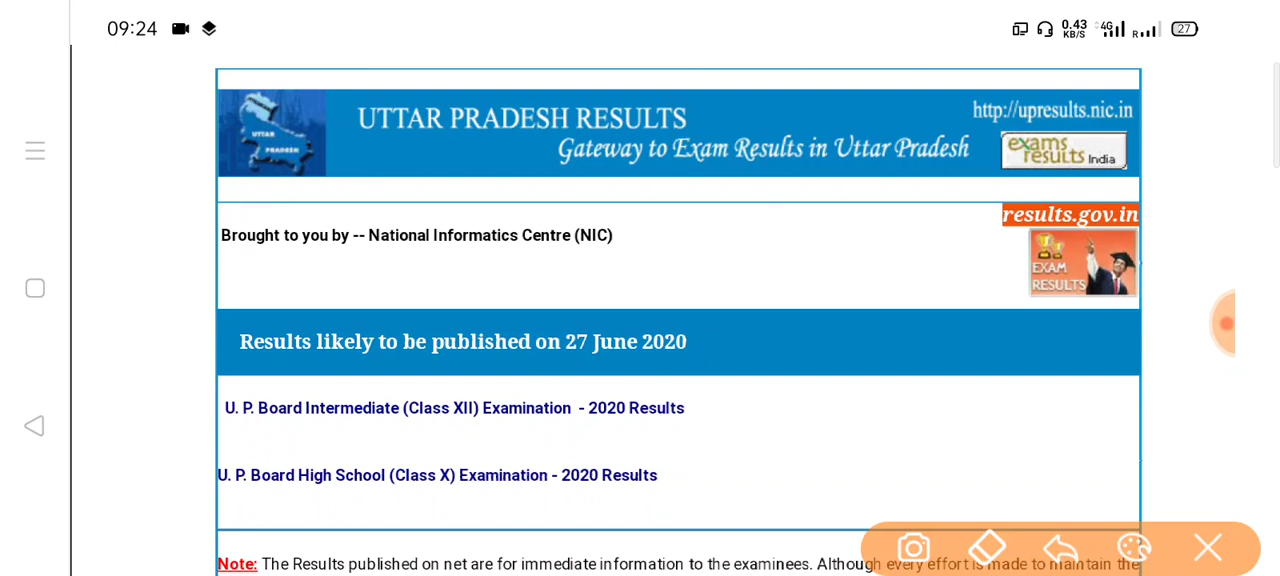 09:24
0.43
KB/S
4G
R
27
UTTAR PRADESH RESULTS
http://upresults.nic.in
Gateway to Exam Results in Uttar Pradesh
exams
results India
UTTAR
PRADESH
results.gov.in
Brought to you by -- National Informatics Centre (NIC)
EXAM
RESULTS
Results likely to be published on 27 June 2020
U. P. Board Intermediate (Class XII) Examination - 2020 Results
U. P. Board High School (Class X) Examination - 2020 Results
Note: The Results published on net are for immediate information to the examinees. Although every effort is made to maintain the